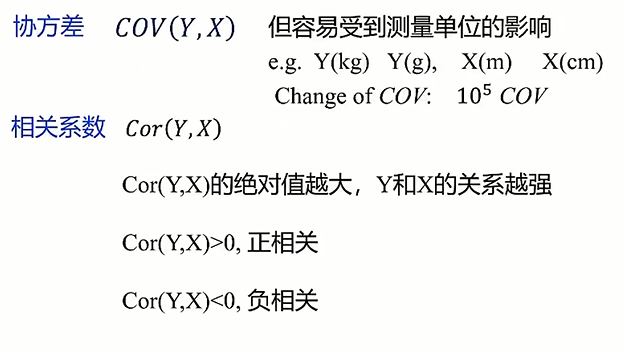 协方差 COV(Y,X) 但容易受到测量单位的影响
e.g. Y(kg) Y(g), X(m) X(cm)
Change of COV: 10⁵ COV
相关系数 Cor(Y,X)
Cor(Y,X)的绝对值越大，Y和X的关系越强
Cor(Y,X)>0, 正相关
Cor(Y,X)<0, 负相关